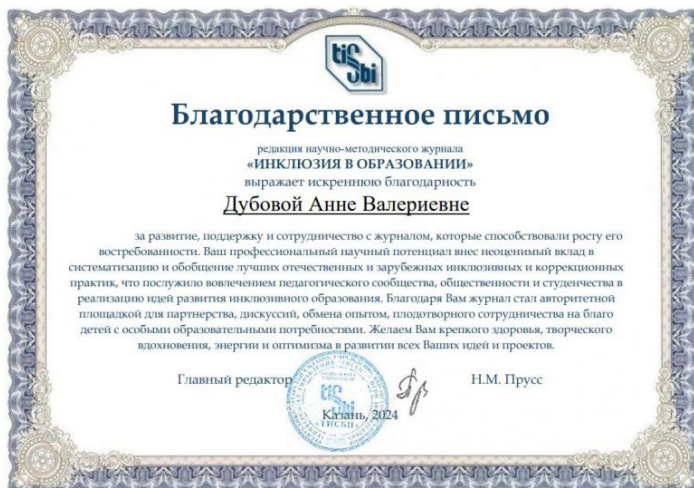 tisbi
Благодарственное письмо
редакция научно-методического журнала
«ИНКЛЮЗИЯ В ОБРАЗОВАНИИ»
выражает искреннюю благодарность
Дубовой Анне Валериевне
за развитие, поддержку и сотрудничество с журналом, которые способствовали росту его
востребованности. Ваш профессиональный научный потенциал внес неоценимый вклад в
систематизацию и обобщение лучших отечественных и зарубежных инклюзивных и коррекционных
практик, что послужило вовлечением педагогического сообщества, общественности и студенчества в
реализацию идей развития инклюзивного образования. Благодаря Вам журнал стал авторитетной
площадкой для партнерства, дискуссий, обмена опытом, плодотворного сотрудничества на благо
детей с особыми образовательными потребностями. Желаем Вам крепкого здоровья, творческого
вдохновения, энергии и оптимизма в развитии всех Ваших идей и проектов.
Главный редактор Н.М. Прусс
tisbi
Казань, 2024
ТИСБИ